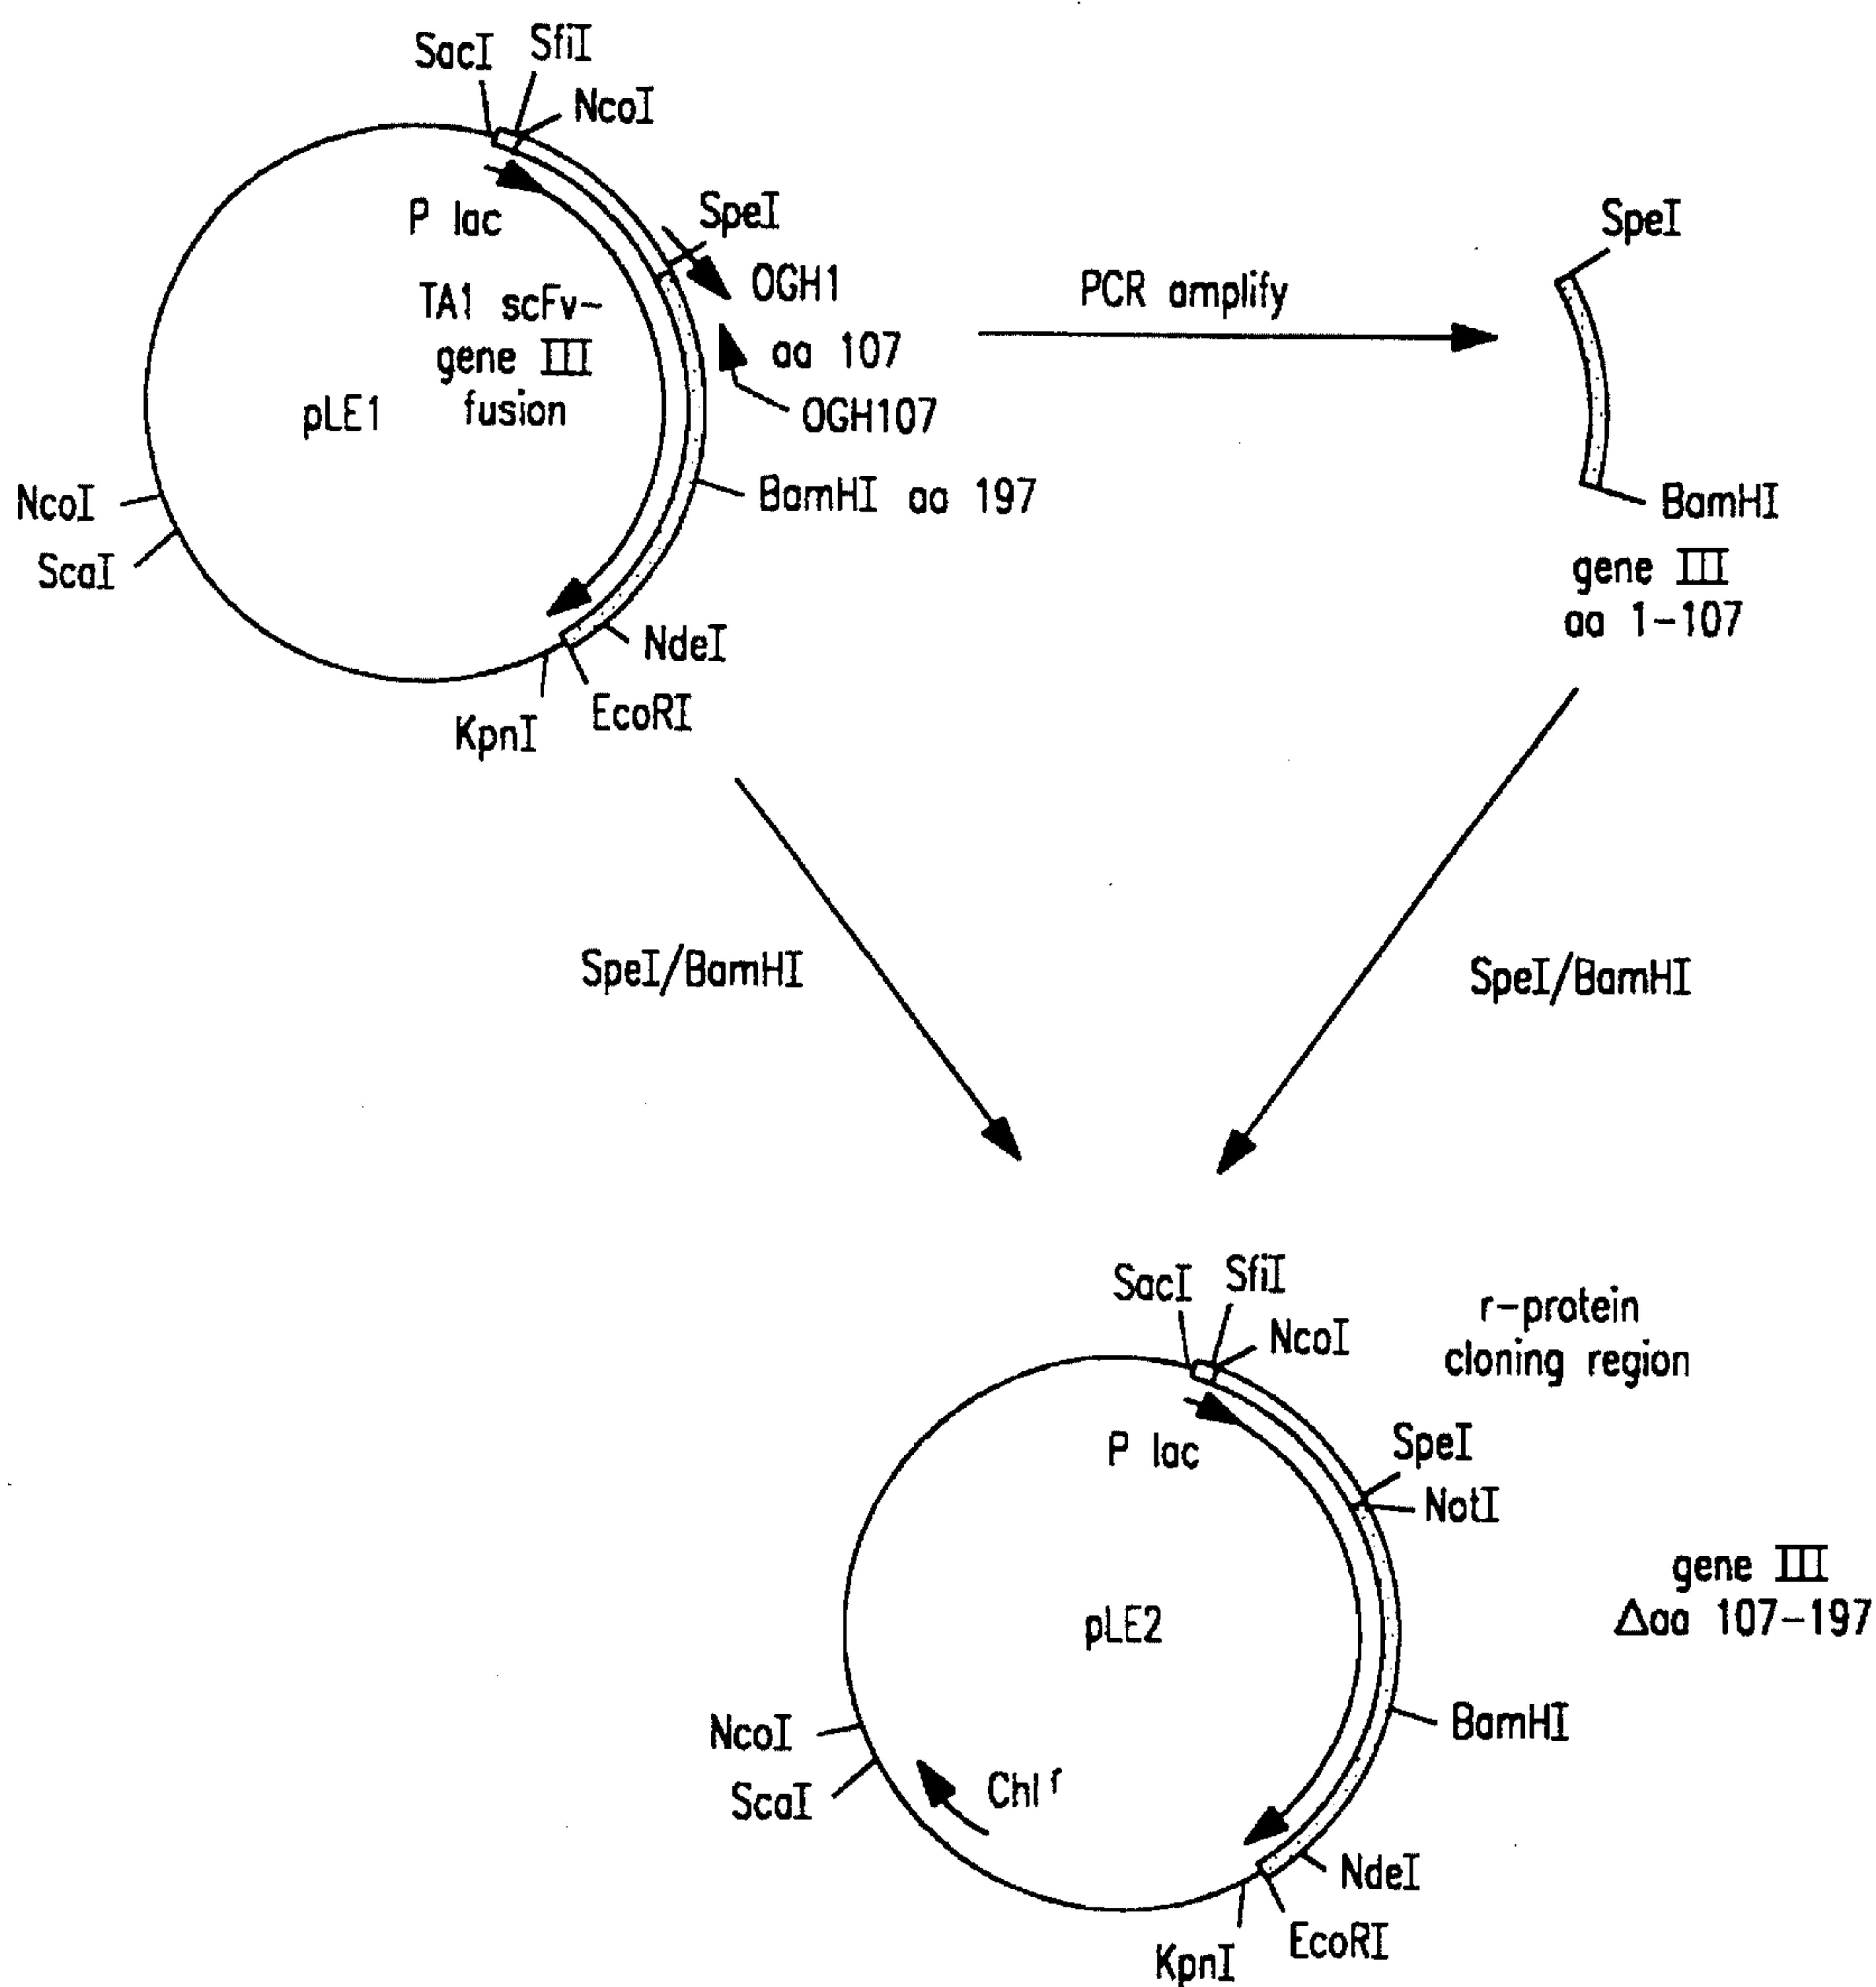 SacI
SfiI
NcoI
P lac
SpeI
OGH1
aa 107
OGH107
TA1 scFv-
gene III
fusion
pLE1
BamHI aa 197
NcoI
ScaI
NdeI
EcoRI
KpnI
PCR amplify
SpeI
BamHI
gene III
aa 1-107
SpeI/BamHI
SpeI/BamHI
SacI
SfiI
NcoI
r-protein
cloning region
P lac
SpeI
NotI
gene III
Δaa 107-197
pLE2
BamHI
NcoI
ScaI
Chl r
NdeI
EcoRI
KpnI